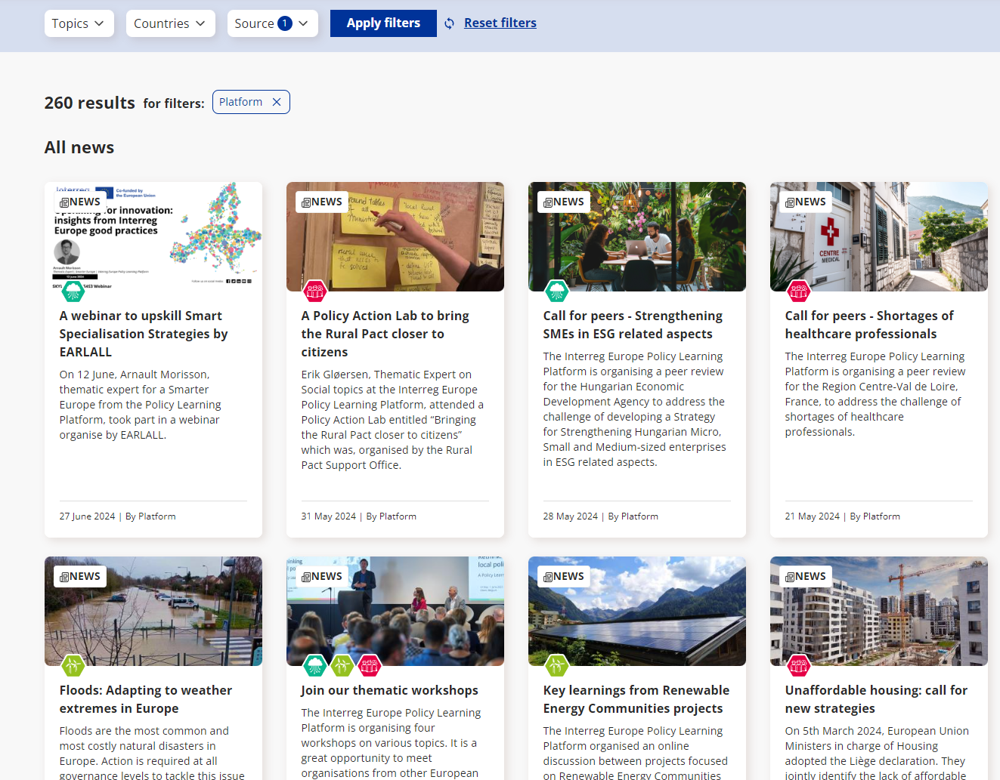 Topics
Countries
Source 1
Apply filters
Reset filters
260 results for filters:
Platform
All news
NEWS
Co-funded by
the European Union
for innovation:
insights from Interreg
Europe good practices
Arnault Morisson
12 June 2024
Webinar
A webinar to upskill Smart
Specialisation Strategies by
EARLALL
On 12 June, Arnault Morisson,
thematic expert for a Smarter
Europe from the Policy Learning
Platform, took part in a webinar
organise by EARLALL.
27 June 2024 | By Platform
NEWS
A Policy Action Lab to bring
the Rural Pact closer to
citizens
Erik Gløersen, Thematic Expert on
Social topics at the Interreg Europe
Policy Learning Platform, attended a
Policy Action Lab entitled “Bringing
the Rural Pact closer to citizens”
which was, organised by the Rural
Pact Support Office.
31 May 2024 | By Platform
NEWS
Call for peers - Strengthening
SMEs in ESG related aspects
The Interreg Europe Policy Learning
Platform is organising a peer review
for the Hungarian Economic
Development Agency to address the
challenge of developing a Strategy
for Strengthening Hungarian Micro,
Small and Medium-sized enterprises
in ESG related aspects.
28 May 2024 | By Platform
NEWS
CENTRE
MEDICAL
Call for peers - Shortages of
healthcare professionals
The Interreg Europe Policy Learning
Platform is organising a peer review
for the Region Centre-Val de Loire,
France, to address the challenge of
shortages of healthcare
professionals.
21 May 2024 | By Platform
NEWS
Floods: Adapting to weather
extremes in Europe
Floods are the most common and
most costly natural disasters in
Europe. Action is required at all
governance levels to tackle this issue
NEWS
Join our thematic workshops
The Interreg Europe Policy Learning
Platform is organising four
workshops on various topics. It is a
great opportunity to meet
organisations from other European
NEWS
Key learnings from Renewable
Energy Communities projects
The Interreg Europe Policy Learning
Platform organised an online
discussion between projects focused
on Renewable Energy Communities
NEWS
Unaffordable housing: call for
new strategies
On 5th March 2024, European Union
Ministers in charge of Housing
adopted the Liège declaration. They
jointly identify the lack of affordable